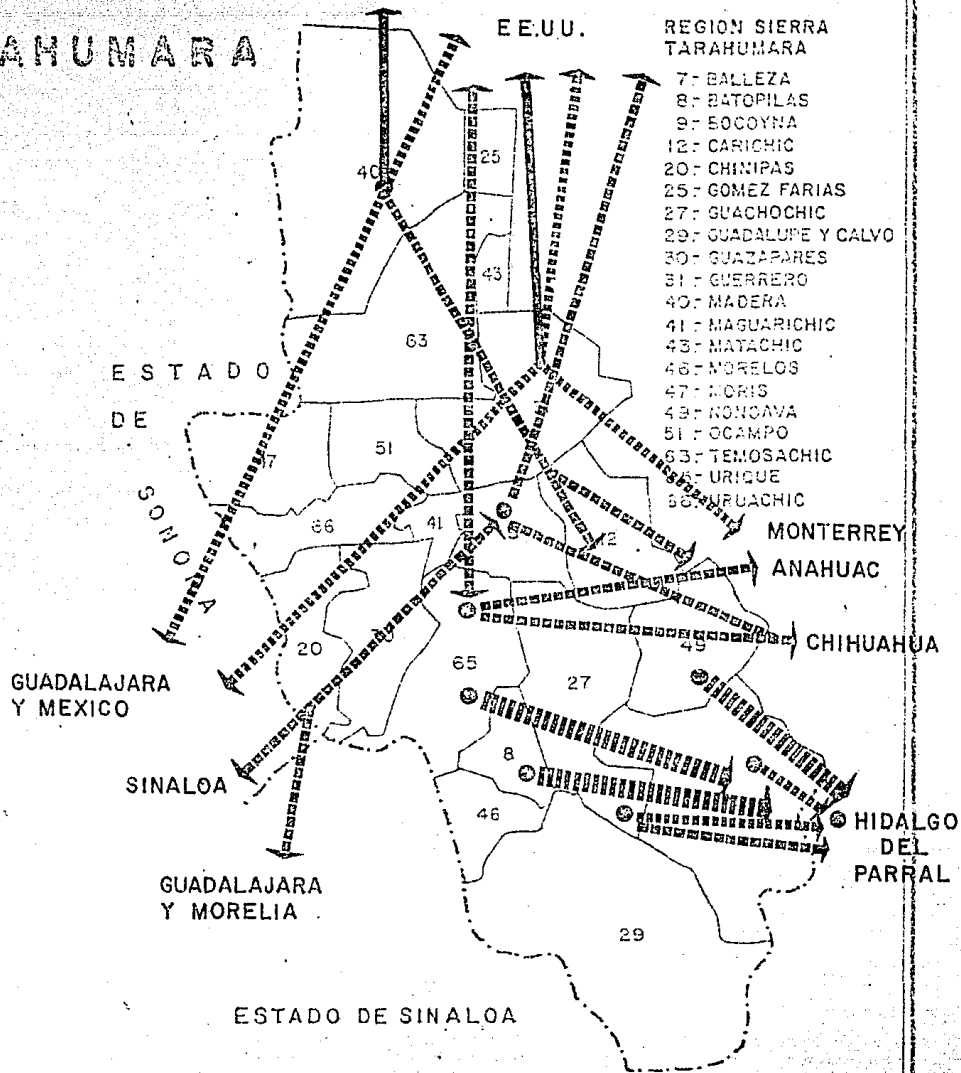 AHUMARA
EE.UU.
REGION SIERRA
TARAHUMARA
7.- BALLEZA
8.- BATOPILAS
9.- BOCOYNA
12.- CARICHIC
20.- CHINIPAS
25.- GOMEZ FARIAS
27.- GUACHOCHIC
29.- GUADALUPE Y CALVO
30.- GUAZAPARES
31.- GUERRERO
40.- MADERA
41.- MAGUARICHIC
43.- MATACHIC
46.- MORELOS
47.- MORIS
49.- NONOAVA
51.- OCAMPO
63.- TEMOSACHIC
URIQUE
66.- URUACHIC
40
25
43
63
ESTADO
DE
SONORA
51
66
41
12
MONTERREY
ANAHUAC
CHIHUAHUA
20
65
27
49
GUADALAJARA
Y MEXICO
SINALOA
8
46
HIDALGO
DEL
PARRAL
GUADALAJARA
Y MORELIA
29
ESTADO DE SINALOA